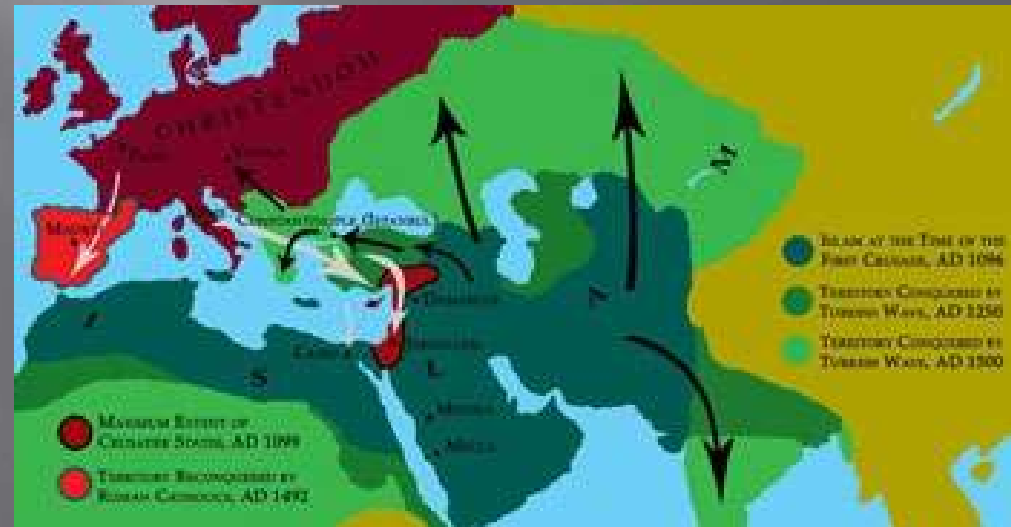 CHRISTENDOM
PARIS
VIENNA
MADRID
CONSTANTINOPLE (ISTANBUL)
DAMASCUS
JERUSALEM
CAIRO
I
S
L
A
M
MEDINA
MECCA
ISLAM AT THE TIME OF THE
FIRST CRUSADE, AD 1096
TERRITORY CONQUERED BY
TURKISH WAVE, AD 1250
TERRITORY CONQUERED BY
TURKISH WAVE, AD 1500
MAXIMUM EXTENT OF
CRUSADER STATES, AD 1099
TERRITORY RECONQUERED BY
ROMAN CATHOLICS, AD 1492